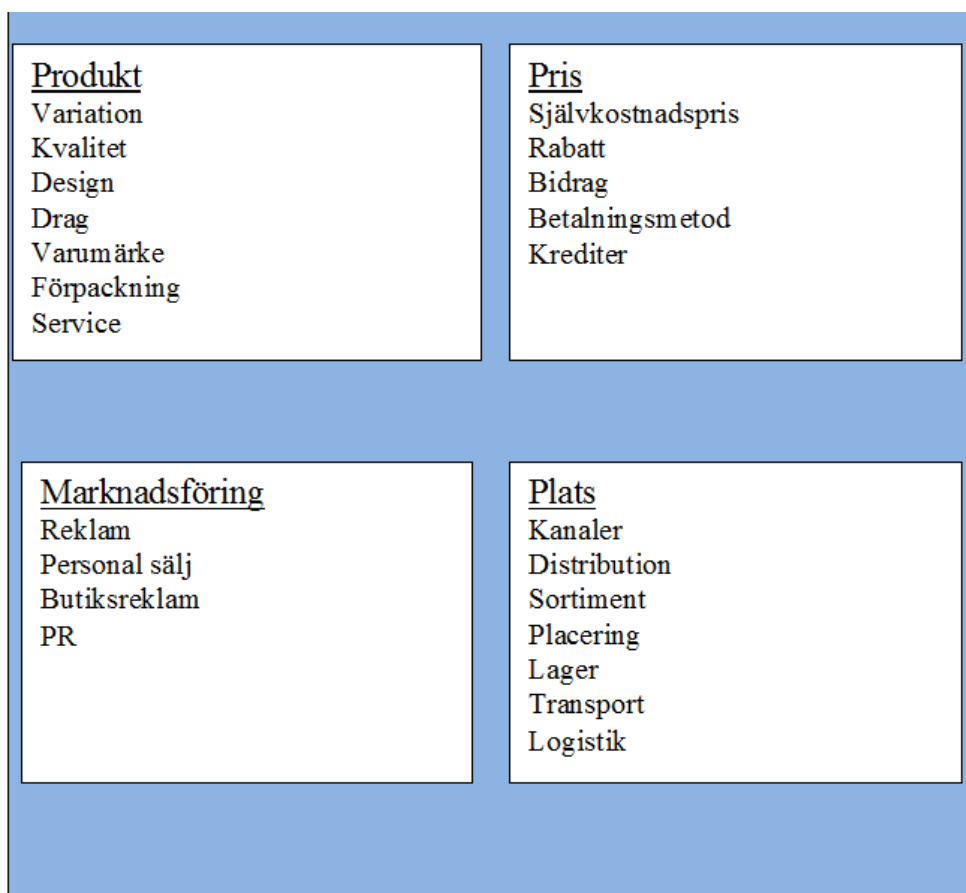 Produkt
Variation
Kvalitet
Design
Drag
Varumärke
Förpackning
Service
Pris
Självkostnadspris
Rabatt
Bidrag
Betalningsmetod
Krediter
Marknadsföring
Reklam
Personal sälj
Butiksreklam
PR
Plats
Kanaler
Distribution
Sortiment
Placering
Lager
Transport
Logistik